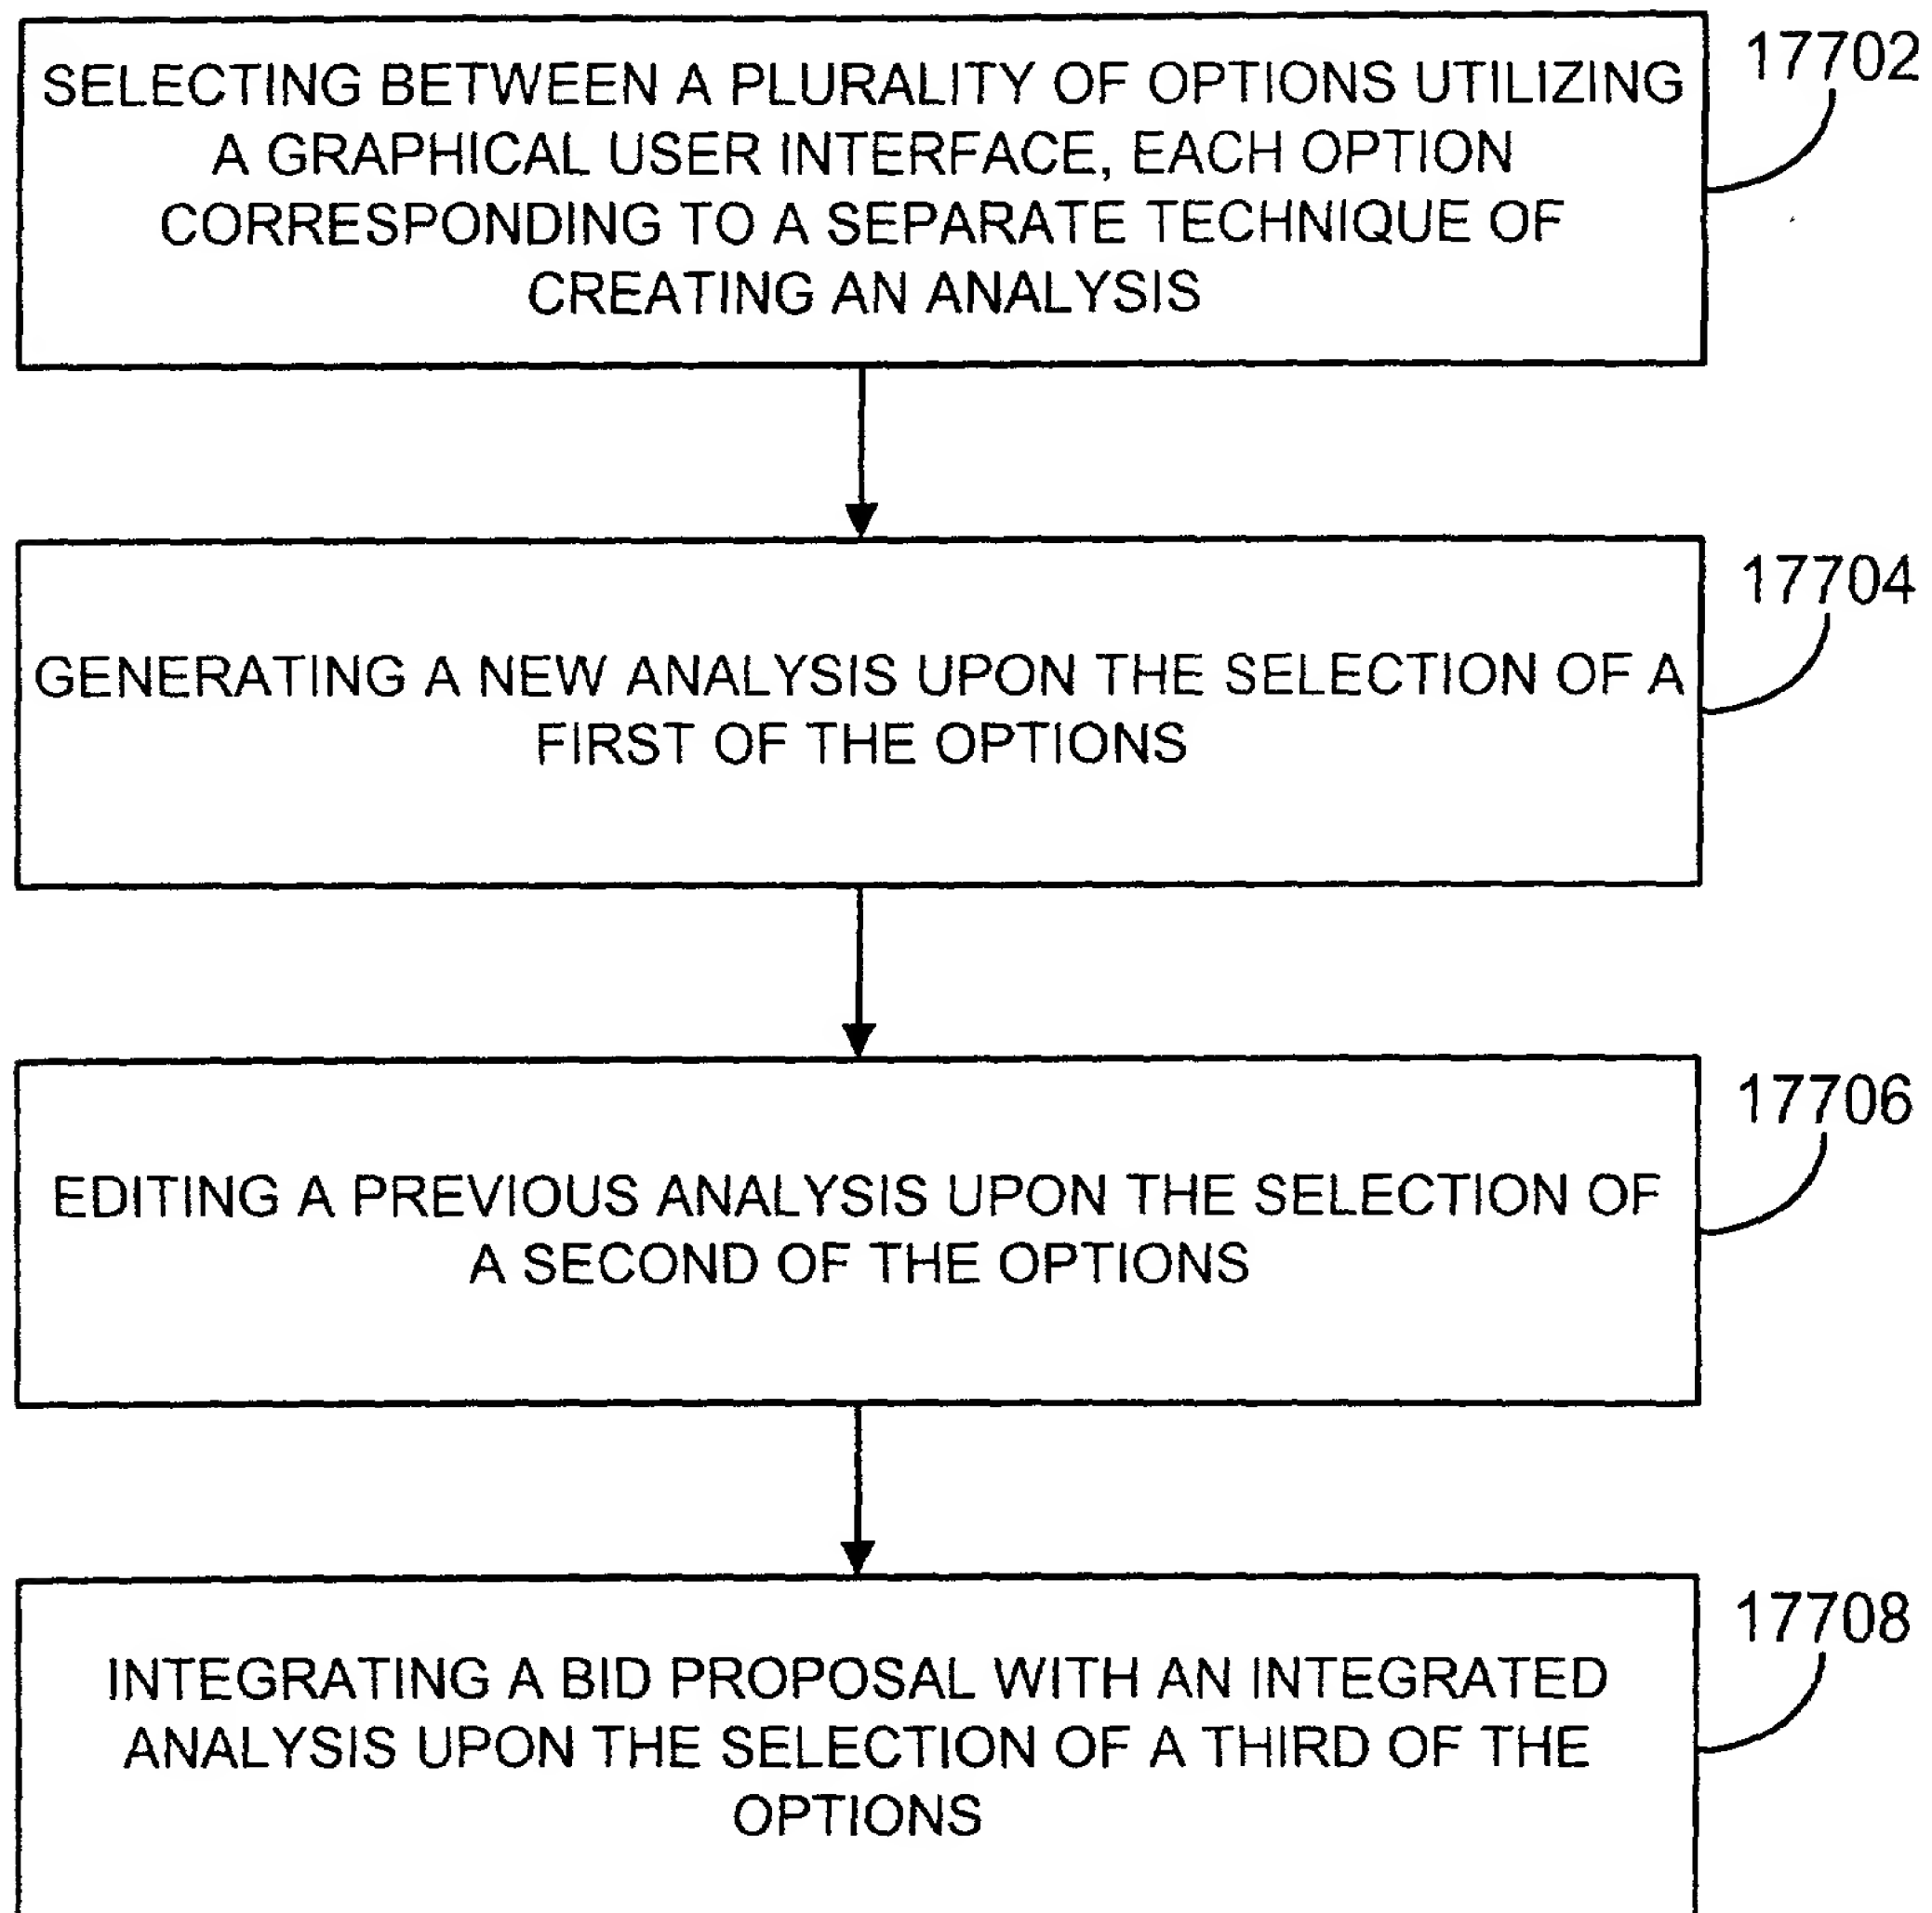 SELECTING BETWEEN A PLURALITY OF OPTIONS UTILIZING
A GRAPHICAL USER INTERFACE, EACH OPTION
CORRESPONDING TO A SEPARATE TECHNIQUE OF
CREATING AN ANALYSIS
17702
GENERATING A NEW ANALYSIS UPON THE SELECTION OF A
FIRST OF THE OPTIONS
17704
EDITING A PREVIOUS ANALYSIS UPON THE SELECTION OF
A SECOND OF THE OPTIONS
17706
INTEGRATING A BID PROPOSAL WITH AN INTEGRATED
ANALYSIS UPON THE SELECTION OF A THIRD OF THE
OPTIONS
17708